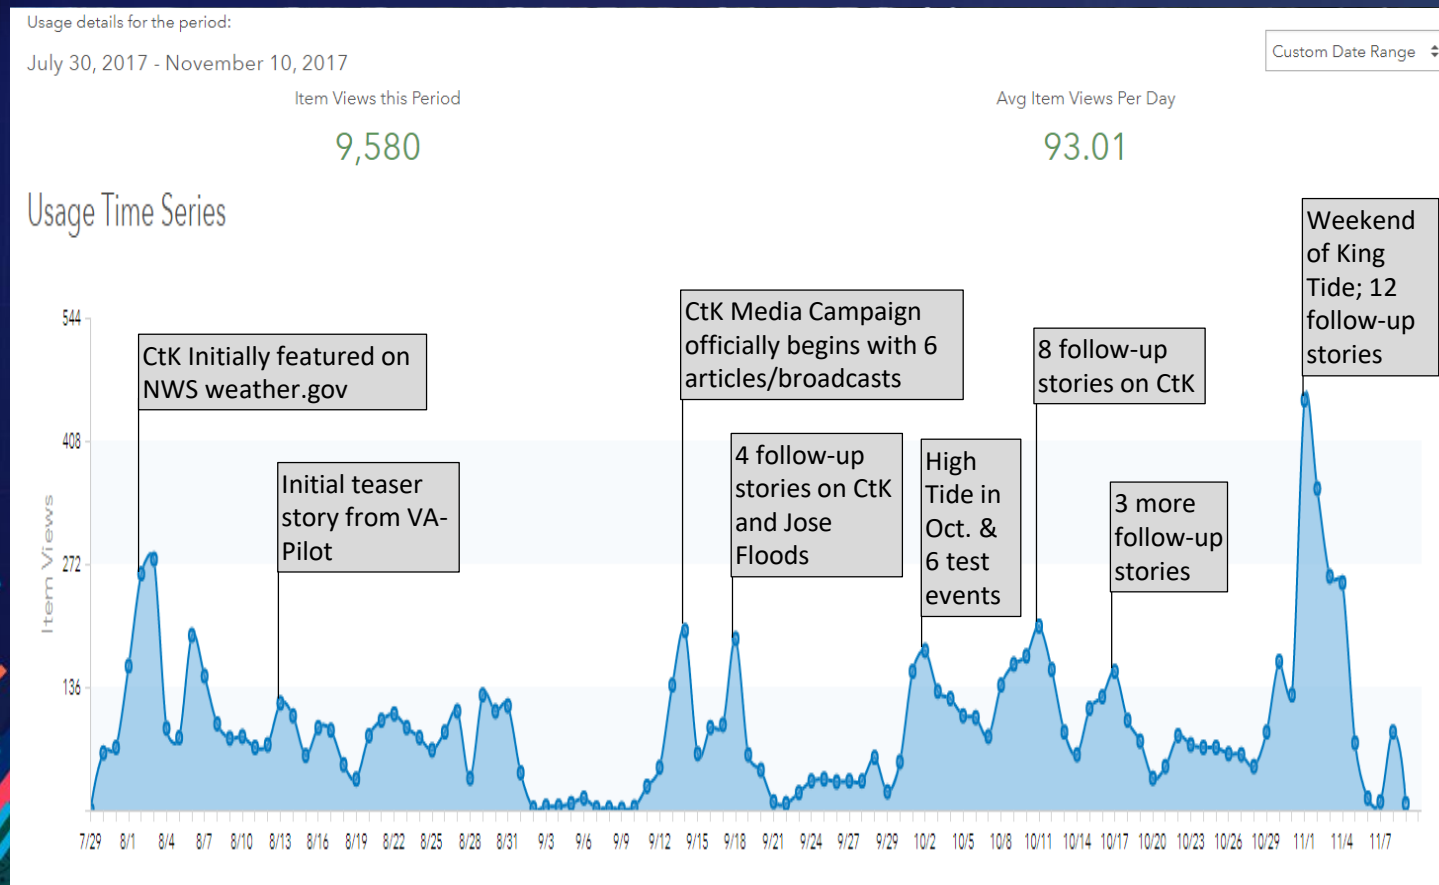 Usage details for the period:
July 30, 2017 - November 10, 2017
Custom Date Range
Item Views this Period
Avg Item Views Per Day
9,580
93.01
Usage Time Series
Weekend
of King
Tide; 12
follow-up
stories
CtK Media Campaign
officially begins with 6
articles/broadcasts
CtK Initially featured on
NWS weather.gov
8 follow-up
stories on CtK
4 follow-up
stories on CtK
and Jose
Floods
High
Tide in
Oct. &
6 test
events
Initial teaser
story from VA-
Pilot
3 more
follow-up
stories
544
408
272
136
Item Views
7/29 8/1 8/4 8/7 8/10 8/13 8/16 8/19 8/22 8/25 8/28 8/31 9/3 9/6 9/9 9/12 9/15 9/18 9/21 9/24 9/27 9/29 10/2 10/5 10/8 10/11 10/14 10/17 10/20 10/23 10/26 10/29 11/1 11/4 11/7